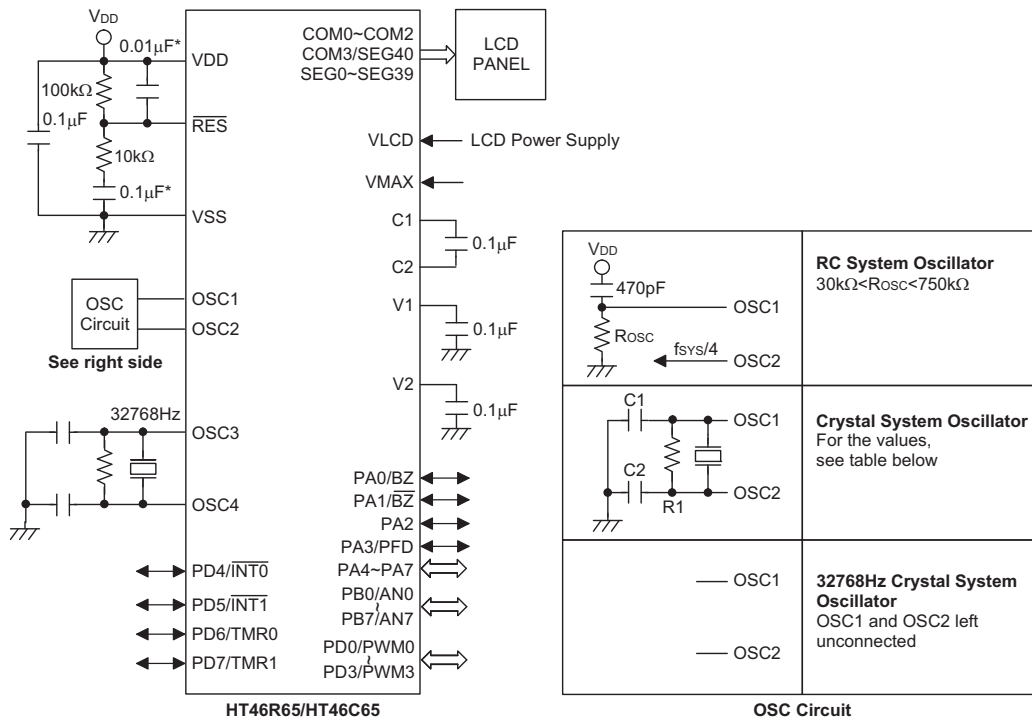 VDD
0.01µF*
VDD
100kΩ
0.1µF
RES
10kΩ
0.1µF*
VSS
OSC
Circuit
OSC1
OSC2
See right side
32768Hz
OSC3
OSC4
PD4/INT0
PD5/INT1
PD6/TMR0
PD7/TMR1
COM0~COM2
COM3/SEG40
SEG0~SEG39
LCD
PANEL
VLCD
LCD Power Supply
VMAX
C1
0.1µF
C2
V1
0.1µF
V2
0.1µF
PA0/BZ
PA1/BZ
PA2
PA3/PFD
PA4~PA7
PB0/AN0
~
PB7/AN7
PD0/PWM0
~
PD3/PWM3
HT46R65/HT46C65
VDD
470pF
OSC1
ROSC
fSYS/4
OSC2
RC System Oscillator
30kΩ<ROSC<750kΩ
C1
OSC1
C2
OSC2
R1
Crystal System Oscillator
For the values,
see table below
OSC1
OSC2
32768Hz Crystal System
Oscillator
OSC1 and OSC2 left
unconnected
OSC Circuit